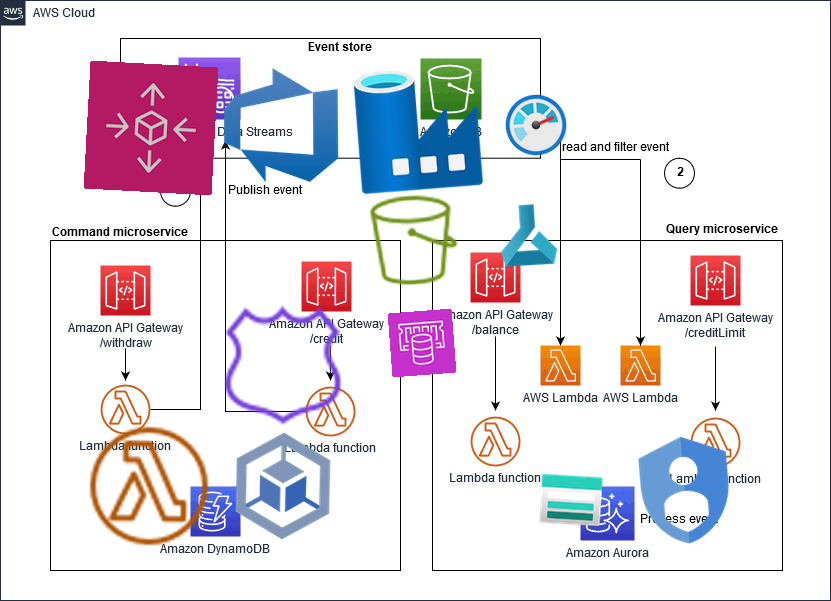 aws
AWS Cloud
Event store
Data Streams
Publish event
read and filter event
2
Command microservice
Query microservice
Amazon API Gateway
/withdraw
Amazon API Gateway
/credit
Amazon API Gateway
/balance
Amazon API Gateway
/creditLimit
AWS Lambda
AWS Lambda
Lambda function
Lambda function
Lambda function
Lambda function
Amazon DynamoDB
Process event
Amazon Aurora